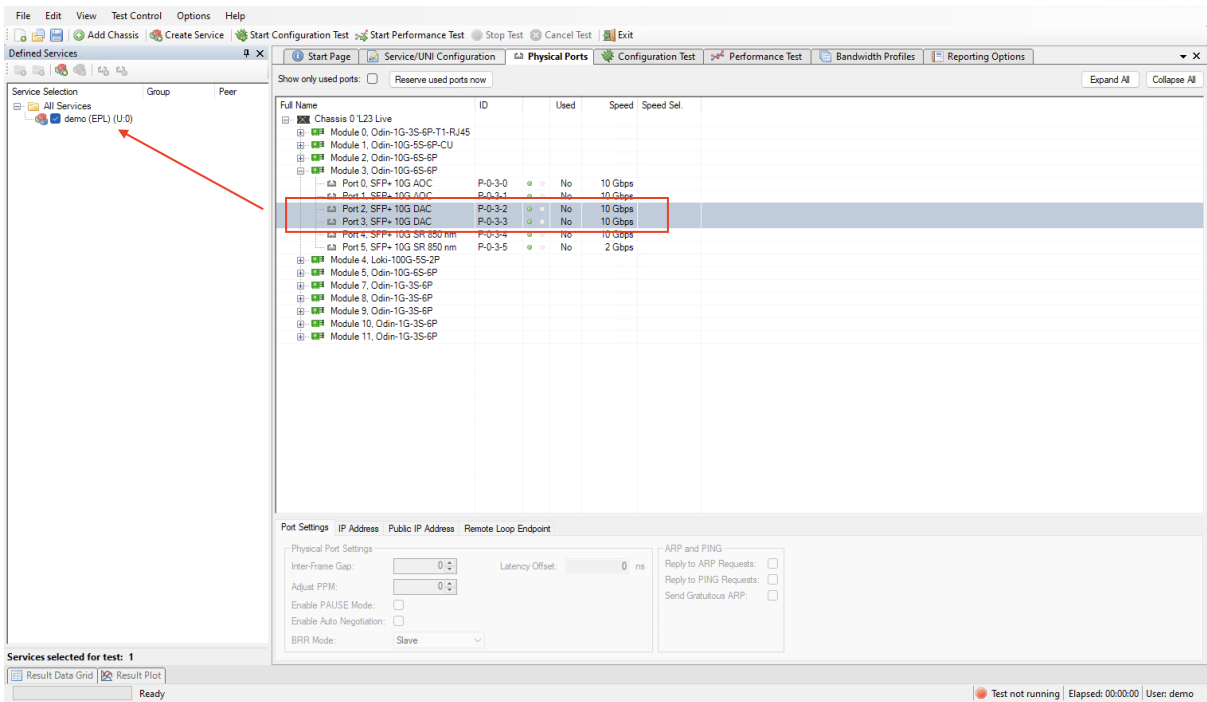 File Edit View Test Control Options Help
Add Chassis Create Service Start Configuration Test Start Performance Test Stop Test Cancel Test Exit
Defined Services
Service Selection Group Peer
All Services
demo (EPL) (U:0)
Services selected for test: 1
Start Page Service/UNI Configuration Physical Ports Configuration Test Performance Test Bandwidth Profiles Reporting Options
Show only used ports: Reserve used ports now Expand All Collapse All
Full Name ID Used Speed Speed Sel.
Chassis 0 'L23 Live
Module 0, Odin-1G-3S-6P-T1-RJ45
Module 1, Odin-10G-5S-6P-CU
Module 2, Odin-10G-6S-6P
Module 3, Odin-10G-6S-6P
Port 0, SFP+ 10G AOC P-0-3-0 No 10 Gbps
Port 1, SFP+ 10G AOC P-0-3-1 No 10 Gbps
Port 2, SFP+ 10G DAC P-0-3-2 No 10 Gbps
Port 3, SFP+ 10G DAC P-0-3-3 No 10 Gbps
Port 4, SFP+ 10G SR 850 nm P-0-3-4 No 10 Gbps
Port 5, SFP+ 10G SR 850 nm P-0-3-5 No 2 Gbps
Module 4, Loki-100G-5S-2P
Module 5, Odin-10G-6S-6P
Module 7, Odin-1G-3S-6P
Module 8, Odin-1G-3S-6P
Module 9, Odin-1G-3S-6P
Module 10, Odin-1G-3S-6P
Module 11, Odin-1G-3S-6P
Port Settings IP Address Public IP Address Remote Loop Endpoint
Physical Port Settings
Inter-Frame Gap: 0 Latency Offset: 0 ns
Adjust PPM: 0
Enable PAUSE Mode:
Enable Auto Negotiation:
BRR Mode: Slave
ARP and PING
Reply to ARP Requests:
Reply to PING Requests:
Send Gratuitous ARP:
Result Data Grid Result Plot
Ready Test not running Elapsed: 00:00:00 User: demo